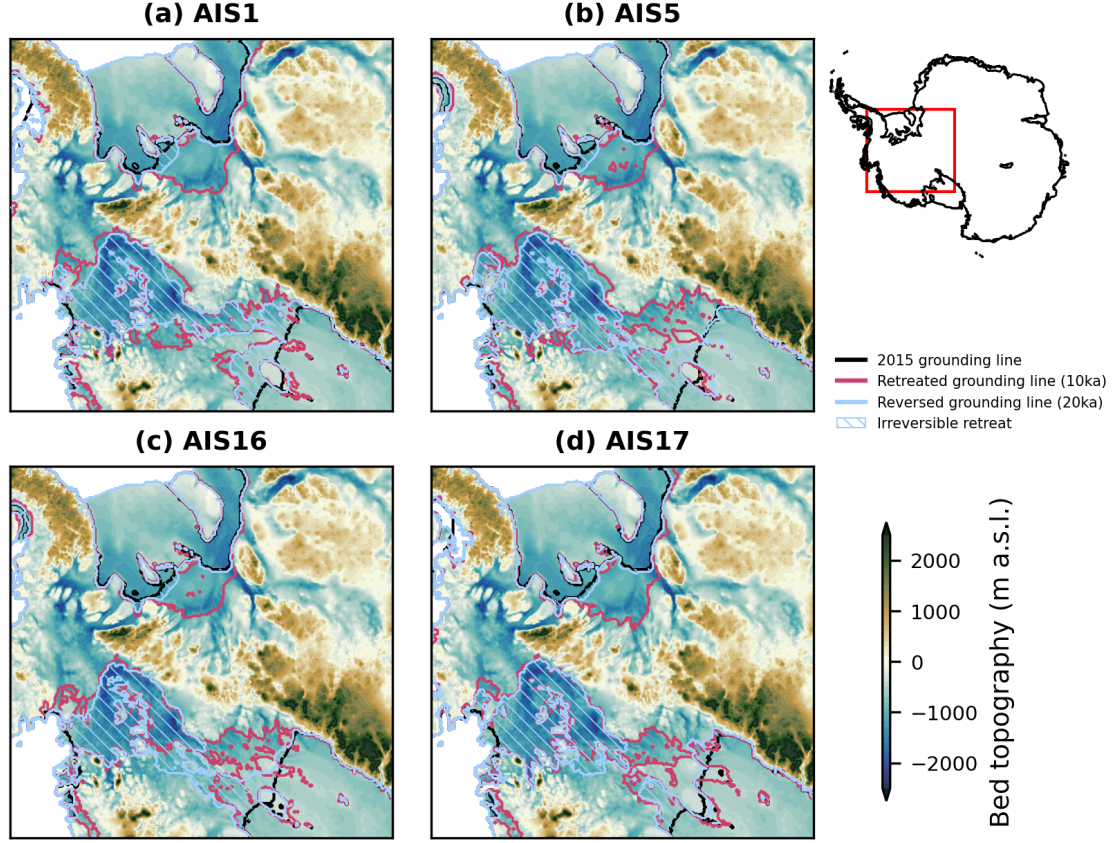 (a) AIS1
(b) AIS5
2015 grounding line
Retreated grounding line (10ka)
Reversed grounding line (20ka)
Irreversible retreat
(c) AIS16
(d) AIS17
2000
1000
0
−1000
−2000
Bed topography (m a.s.l.)